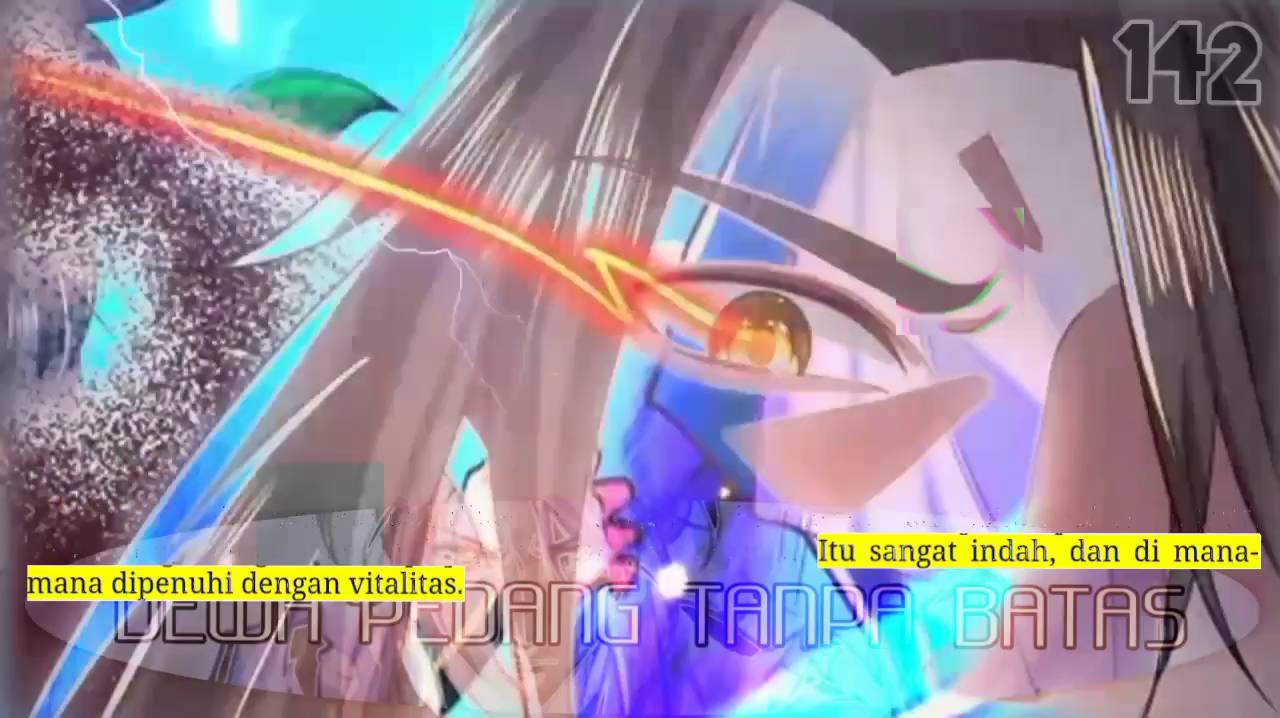 142
Itu sangat indah, dan di mana-
mana dipenuhi dengan vitalitas.
DEWA PEDANG TANPA BATAS